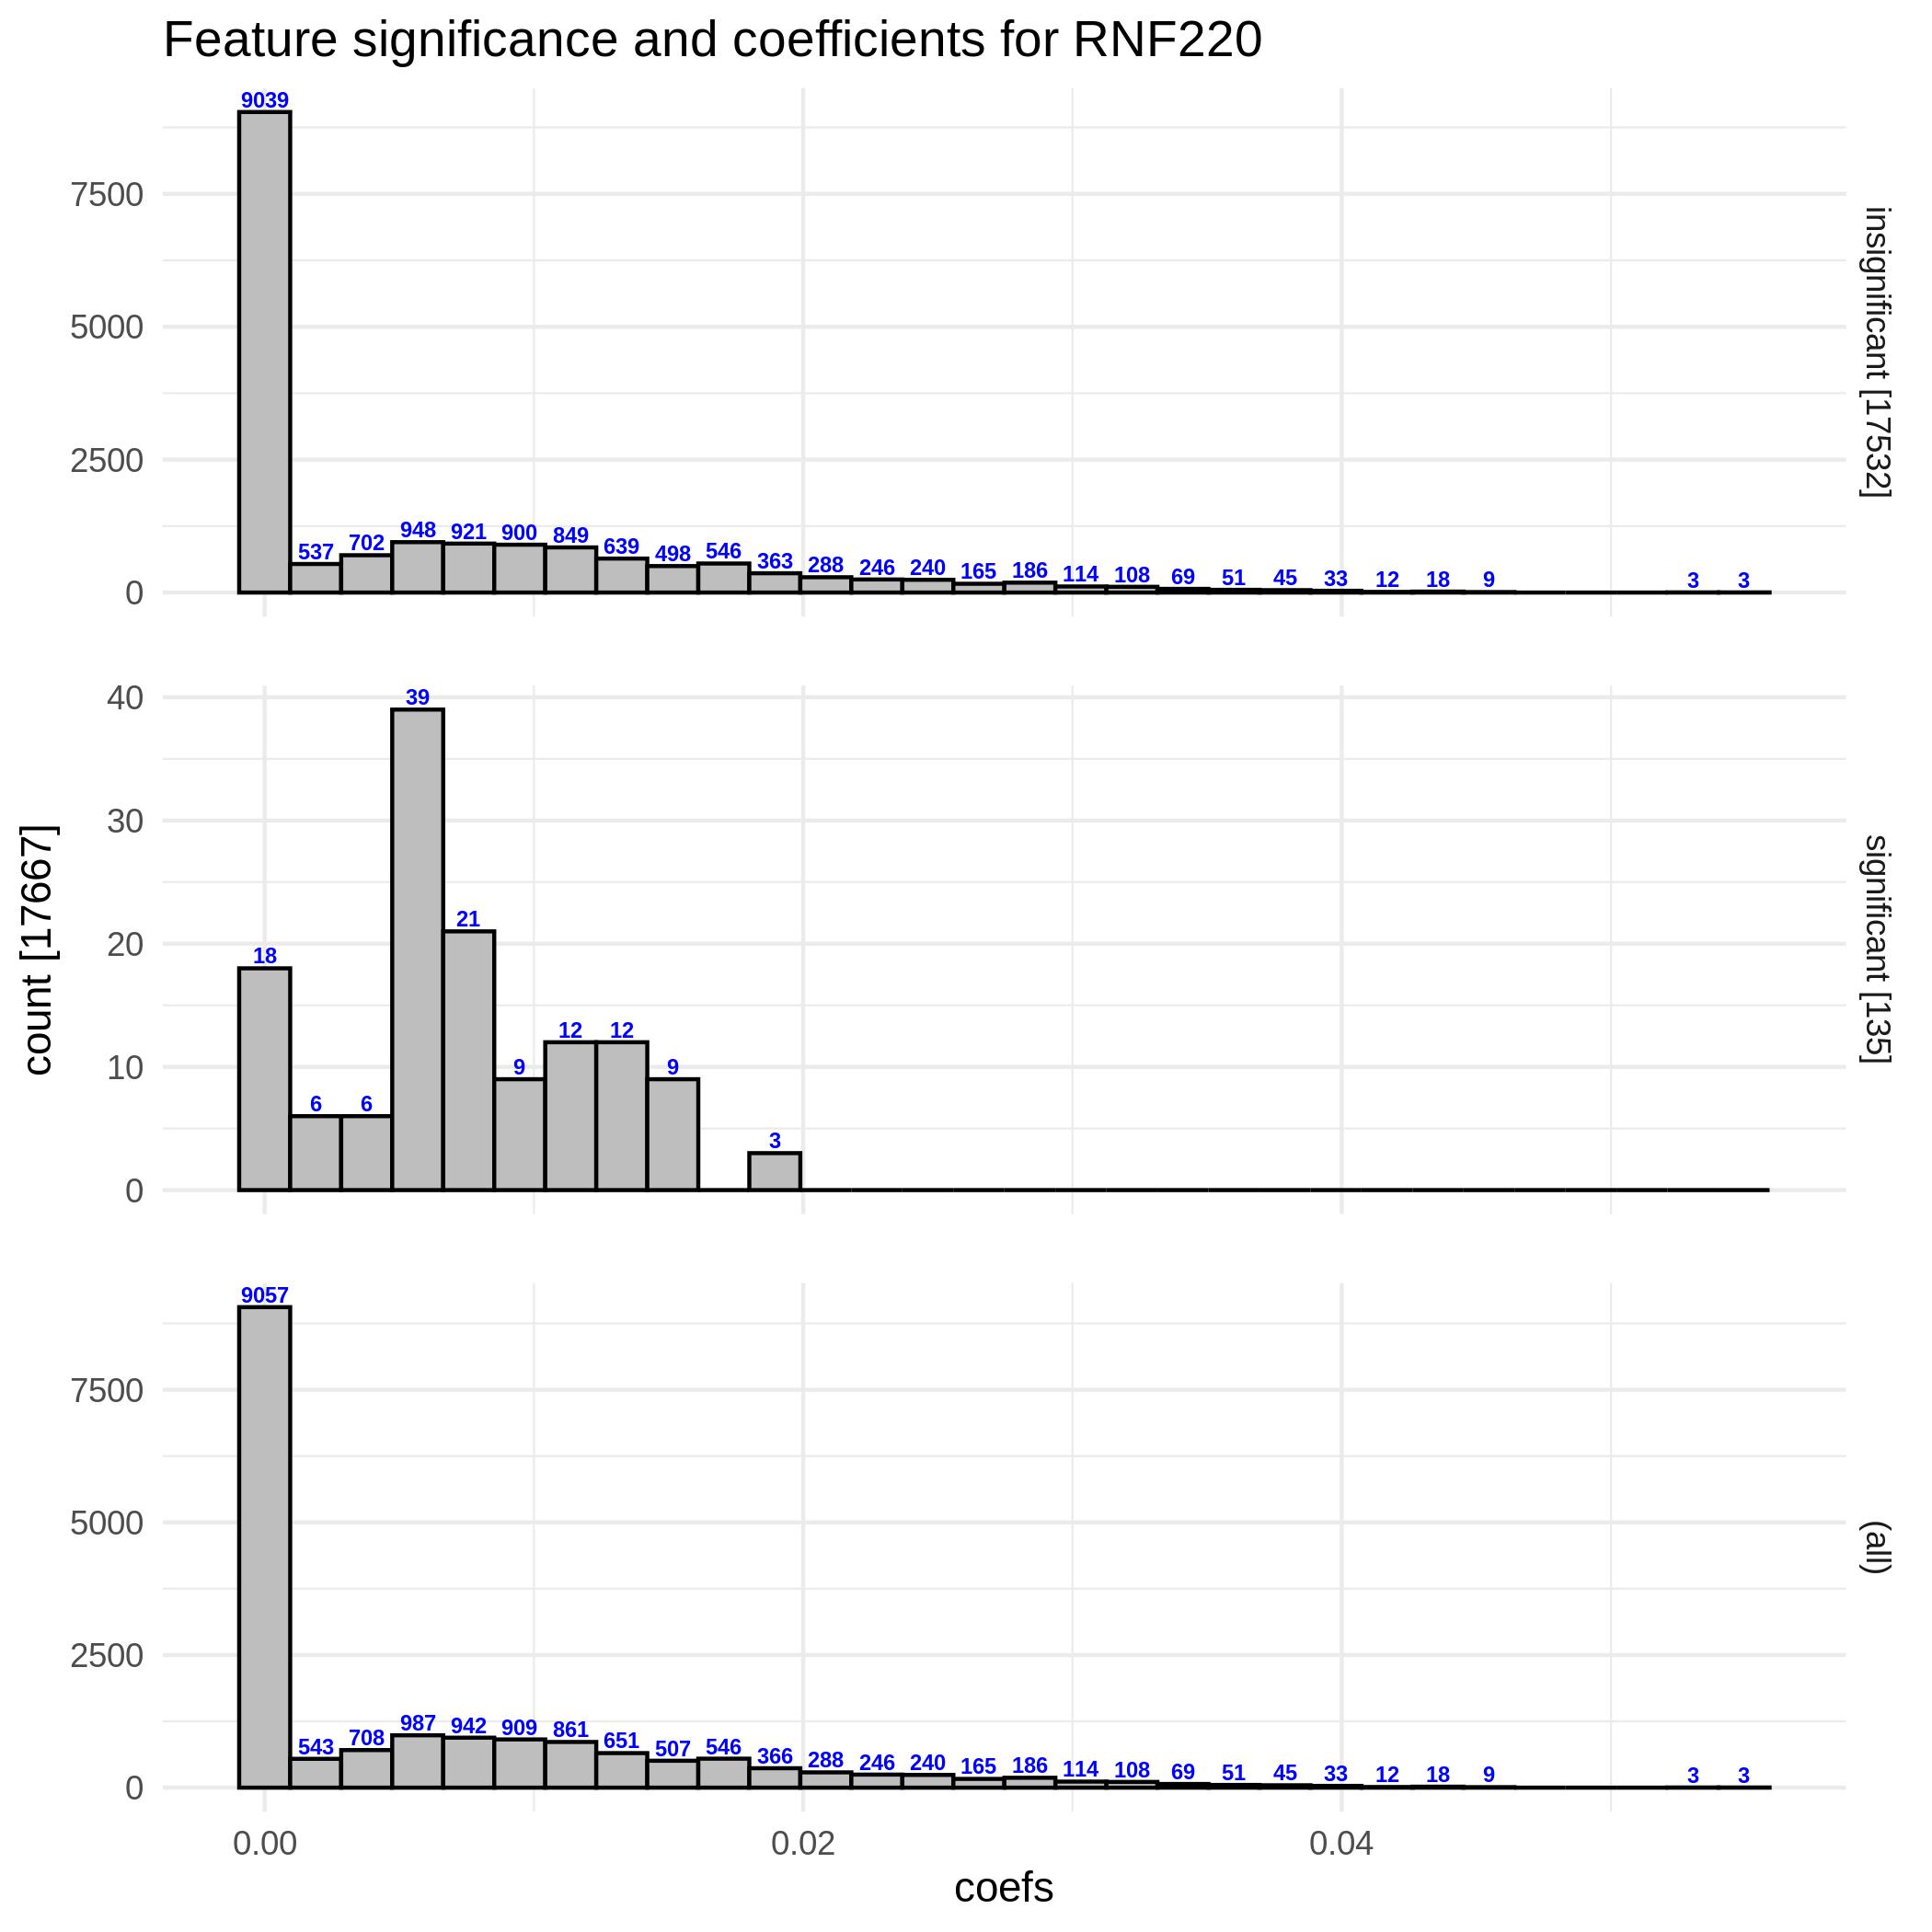 Feature significance and coefficients for RNF220
9039
7500
5000
2500
0
537 702 948 921 900 849 639 498 546 363 288 246 240 165 186 114 108 69 51 45 33 12 18 9 3 3
insignificant [17532]
40
30
20
10
0
18 6 6 39 21 9 12 12 9 3
significant [135]
count [17667]
9057
7500
5000
2500
0
543 708 987 942 909 861 651 507 546 366 288 246 240 165 186 114 108 69 51 45 33 12 18 9 3 3
(all)
0.00 0.02 0.04
coefs